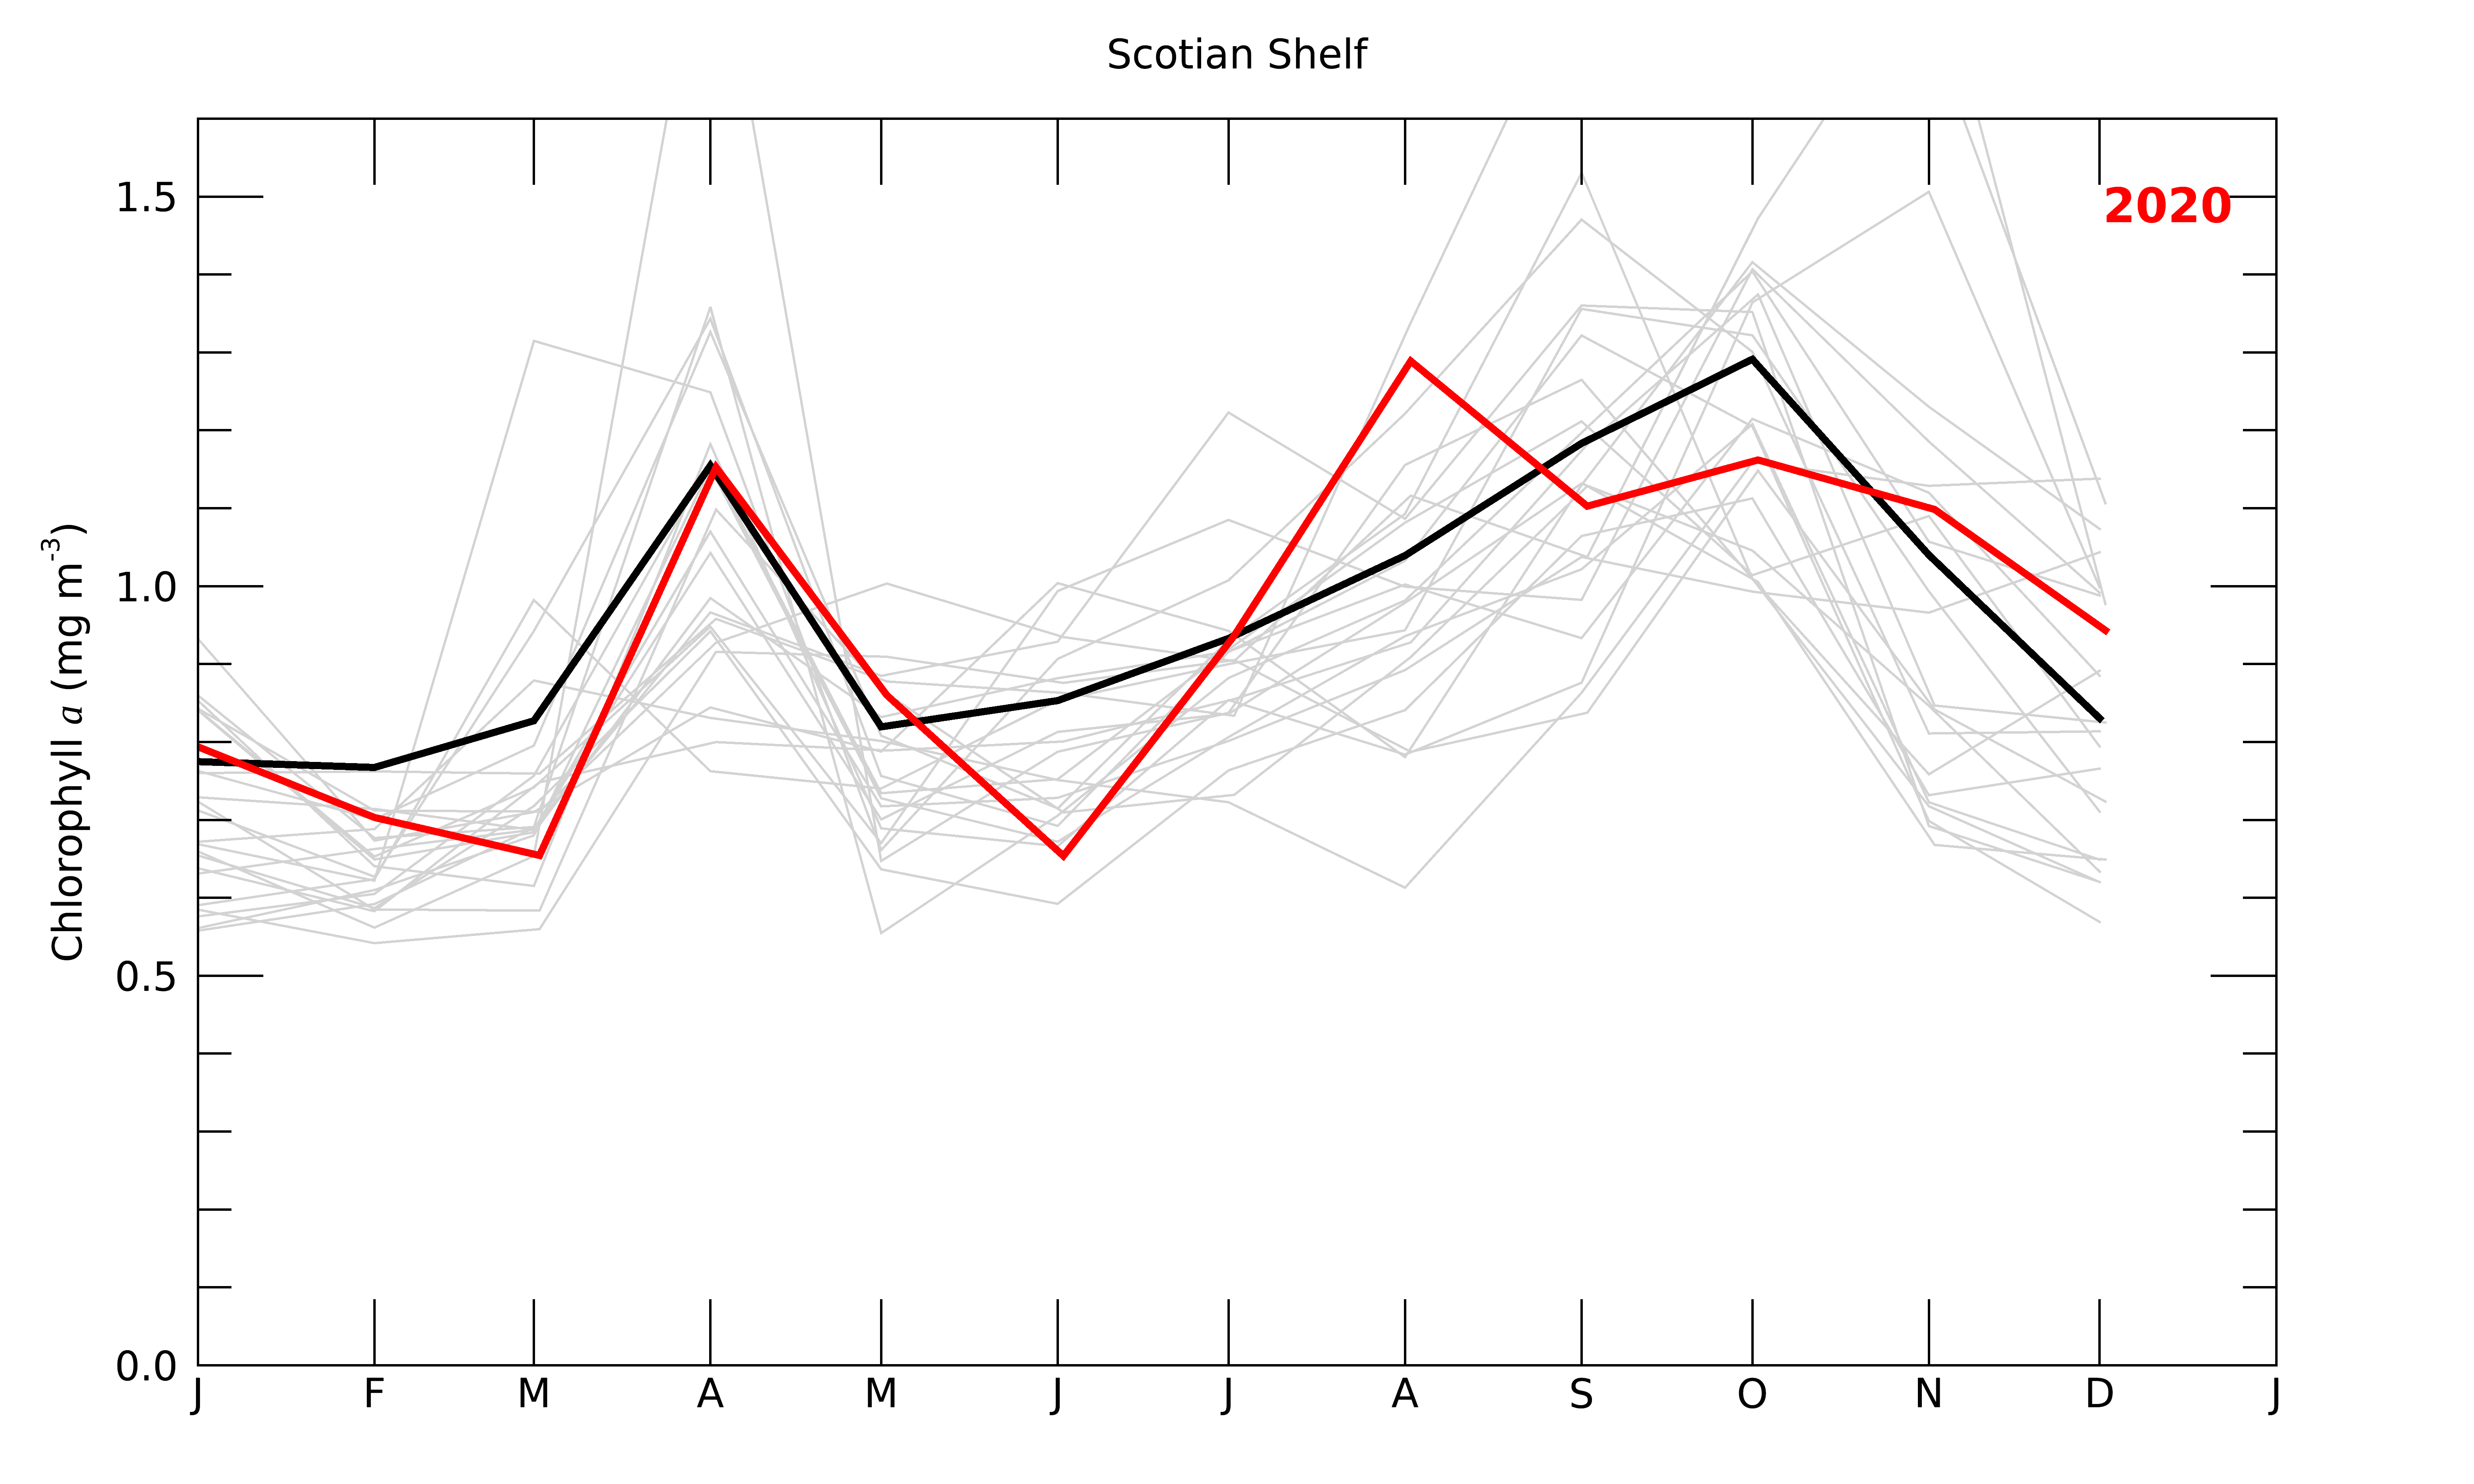 Scotian Shelf
2020
Chlorophyll a (mg m⁻³)
1.5
1.0
0.5
0.0
J F M A M J J A S O N D J